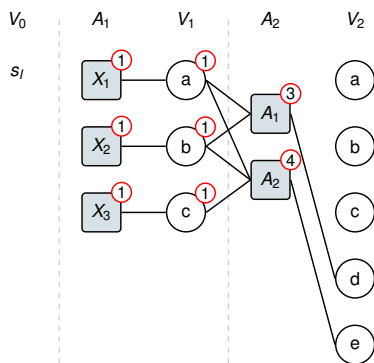 V0 A1 V1 A2 V2
sI X1 1 a 1 a
A1 3
X2 1 b 1 b
A2 4
X3 1 c 1 c
d
e